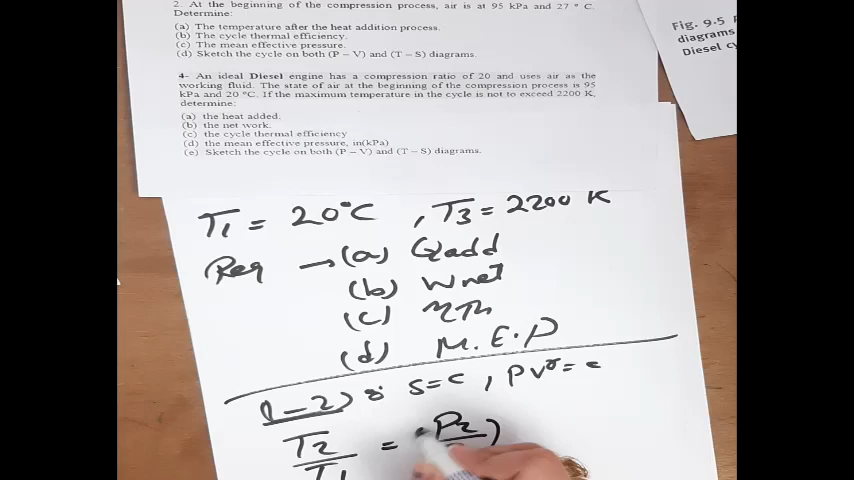 2. At the beginning of the compression process, air is at 95 kPa and 27 ° C.
Determine:
(a) The temperature after the heat addition process.
(b) The cycle thermal efficiency.
(c) The mean effective pressure.
(d) Sketch the cycle on both (P – V) and (T – S) diagrams.
4- An ideal Diesel engine has a compression ratio of 20 and uses air as the
working fluid. The state of air at the beginning of the compression process is 95
kPa and 20 °C. If the maximum temperature in the cycle is not to exceed 2200 K,
determine:
(a) the heat added.
(b) the net work.
(c) the cycle thermal efficiency
(d) the mean effective pressure, in(kPa)
(e) Sketch the cycle on both (P – V) and (T – S) diagrams.
Fig. 9.5
diagrams
Diesel cy
T1 = 20°C , T3 = 2200 K
Req → (a) Qadd
(b) Wnet
(c) ηTh
(d) M.E.P
(1-2) : S=C , PV^γ = c
T2/T1 = P2 )